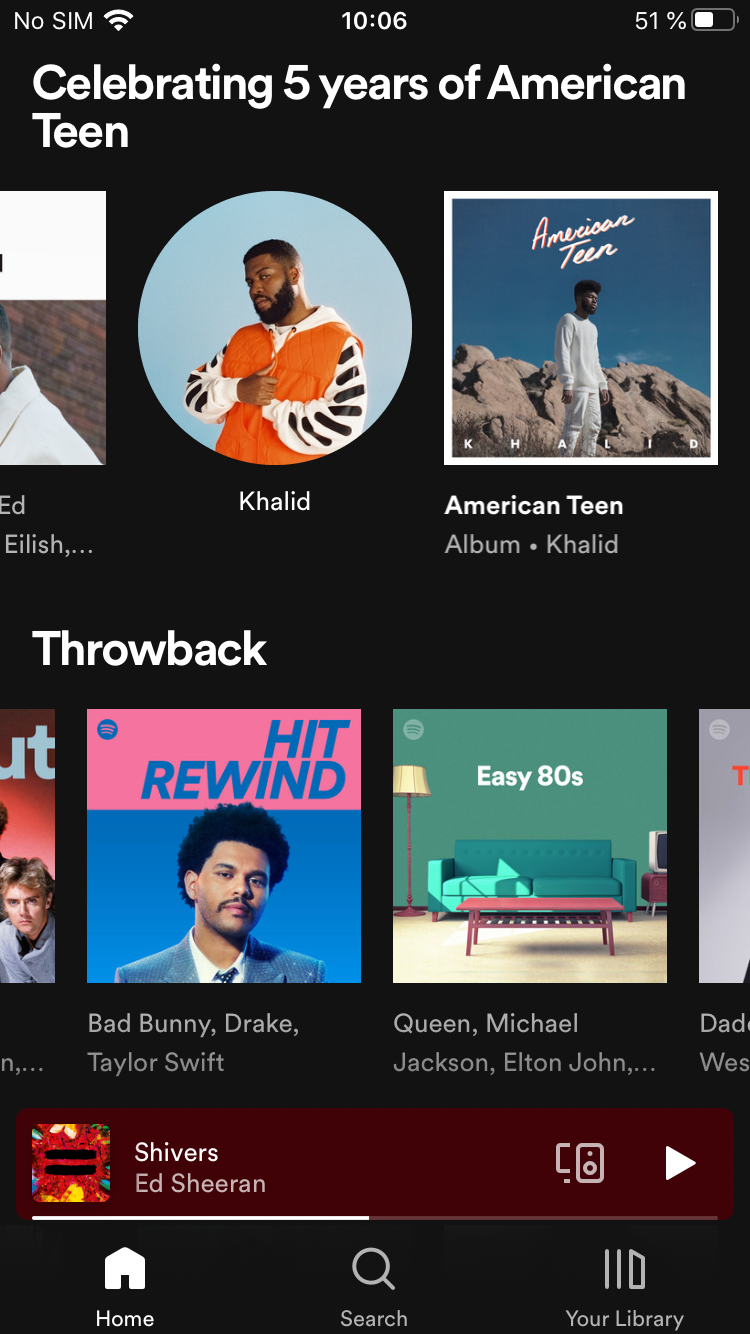 No SIM 10:06 51 %
Celebrating 5 years of American
Teen
American
Teen
K H A L I D
Ed
Khalid
American Teen
Eilish,...
Album • Khalid
Throwback
ut
HIT
REWIND
Easy 80s
T
Bad Bunny, Drake,
Queen, Michael
Dadd
n,...
Taylor Swift
Jackson, Elton John,...
Wes
Shivers
Ed Sheeran
Home
Search
Your Library